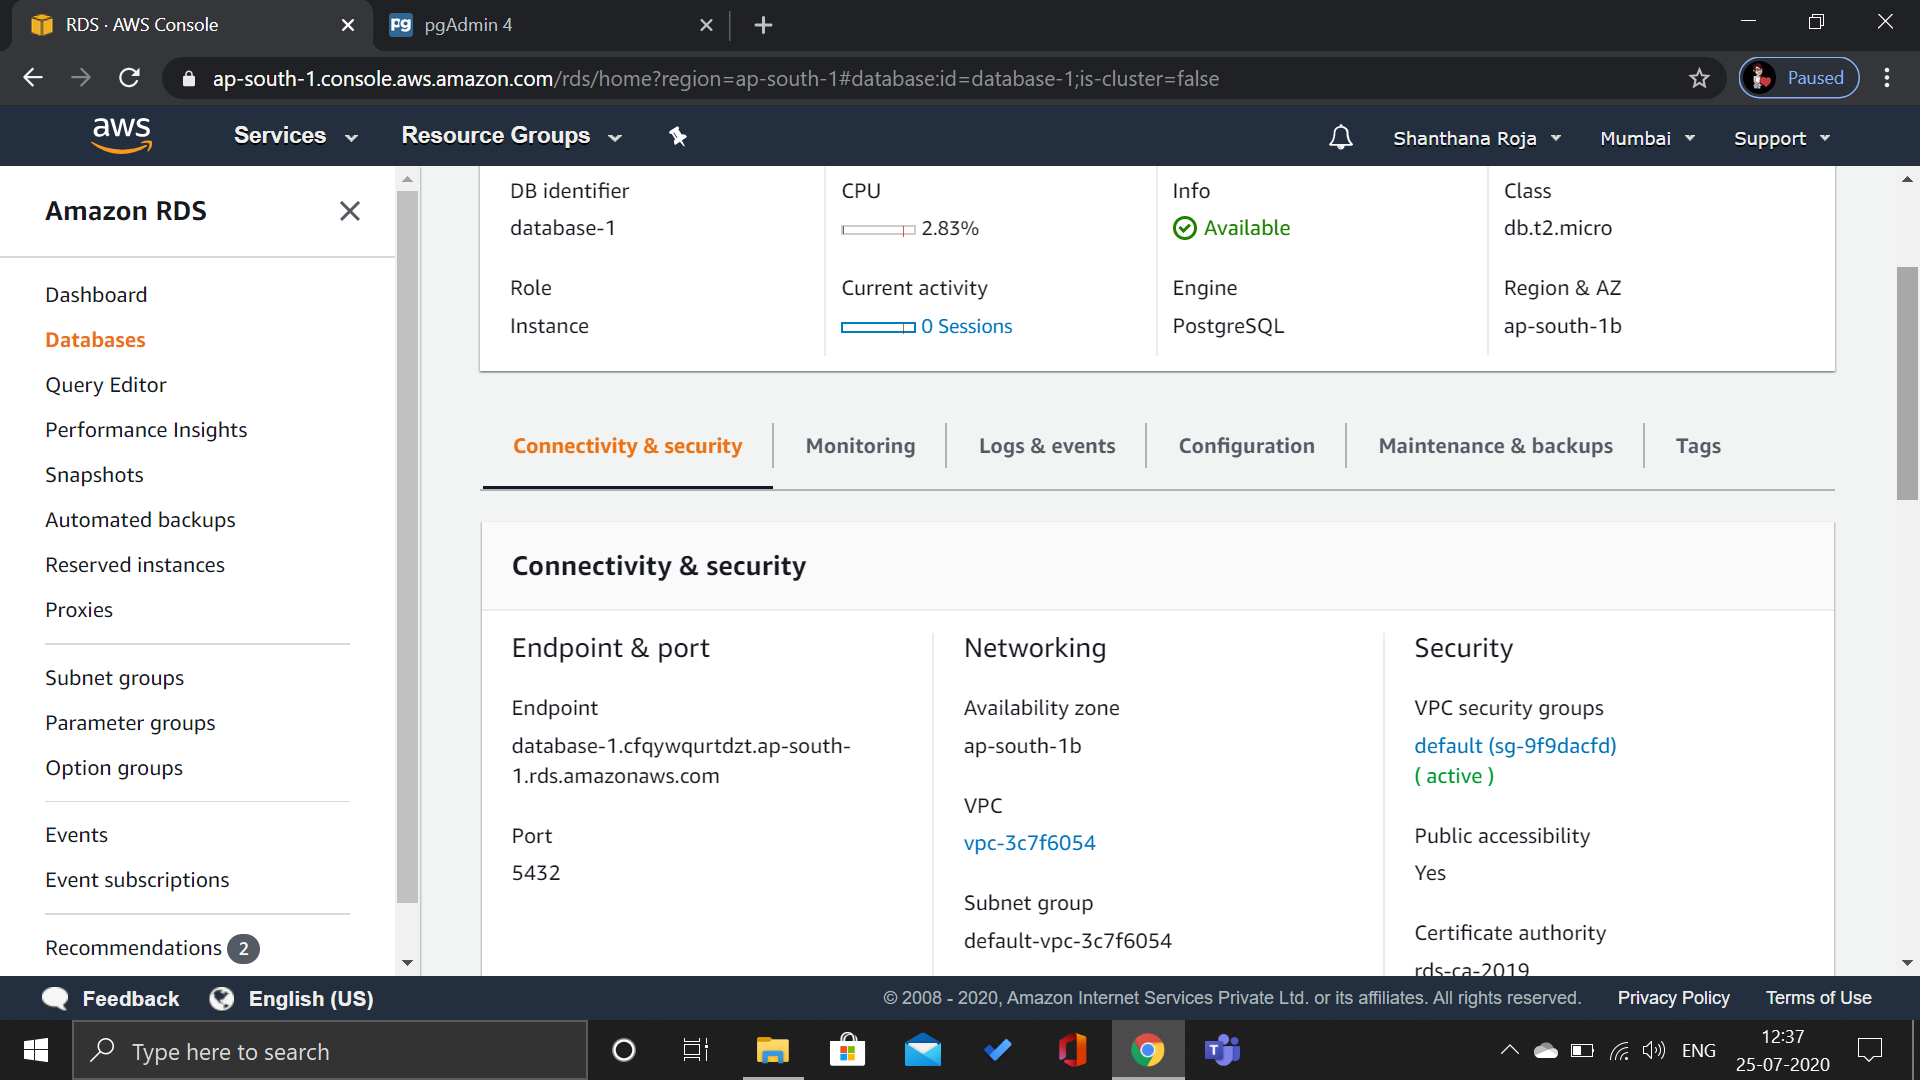 RDS · AWS Console
pgAdmin 4
ap-south-1.console.aws.amazon.com/rds/home?region=ap-south-1#database:id=database-1;is-cluster=false
Paused
aws
Services
Resource Groups
Shanthana Roja
Mumbai
Support
Amazon RDS
Dashboard
Databases
Query Editor
Performance Insights
Snapshots
Automated backups
Reserved instances
Proxies
Subnet groups
Parameter groups
Option groups
Events
Event subscriptions
Recommendations 2
DB identifier
database-1
CPU
2.83%
Info
Available
Class
db.t2.micro
Role
Instance
Current activity
0 Sessions
Engine
PostgreSQL
Region & AZ
ap-south-1b
Connectivity & security
Monitoring
Logs & events
Configuration
Maintenance & backups
Tags
Connectivity & security
Endpoint & port
Endpoint
database-1.cfqywqurtdzt.ap-south-
1.rds.amazonaws.com
Port
5432
Networking
Availability zone
ap-south-1b
VPC
vpc-3c7f6054
Subnet group
default-vpc-3c7f6054
Security
VPC security groups
default (sg-9f9dacfd)
( active )
Public accessibility
Yes
Certificate authority
rds-ca-2019
Feedback
English (US)
© 2008 - 2020, Amazon Internet Services Private Ltd. or its affiliates. All rights reserved.
Privacy Policy
Terms of Use
Type here to search
ENG
12:37
25-07-2020